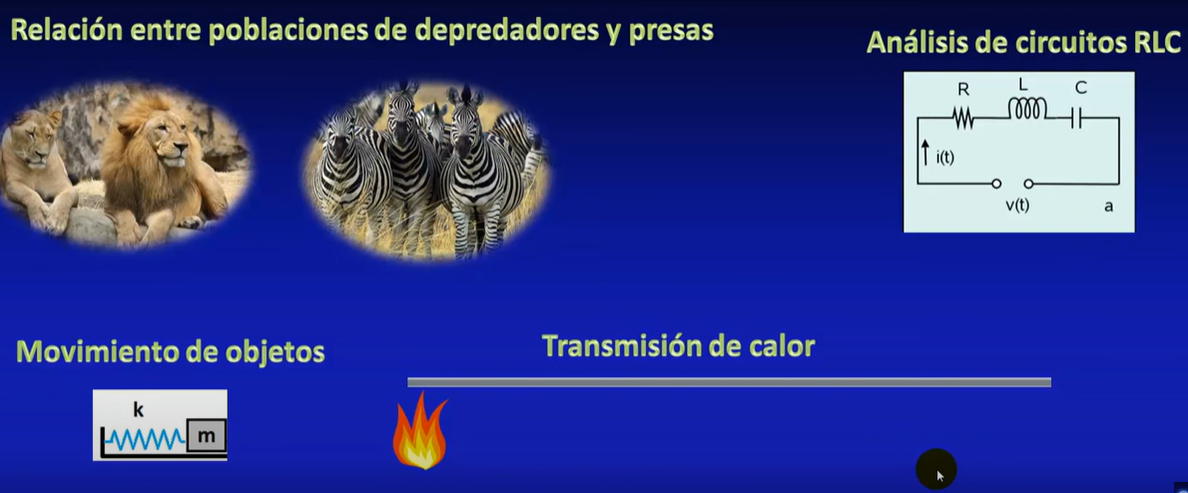 Relación entre poblaciones de depredadores y presas
Análisis de circuitos RLC
R L C
i(t)
v(t) a
Movimiento de objetos
Transmisión de calor
k
m